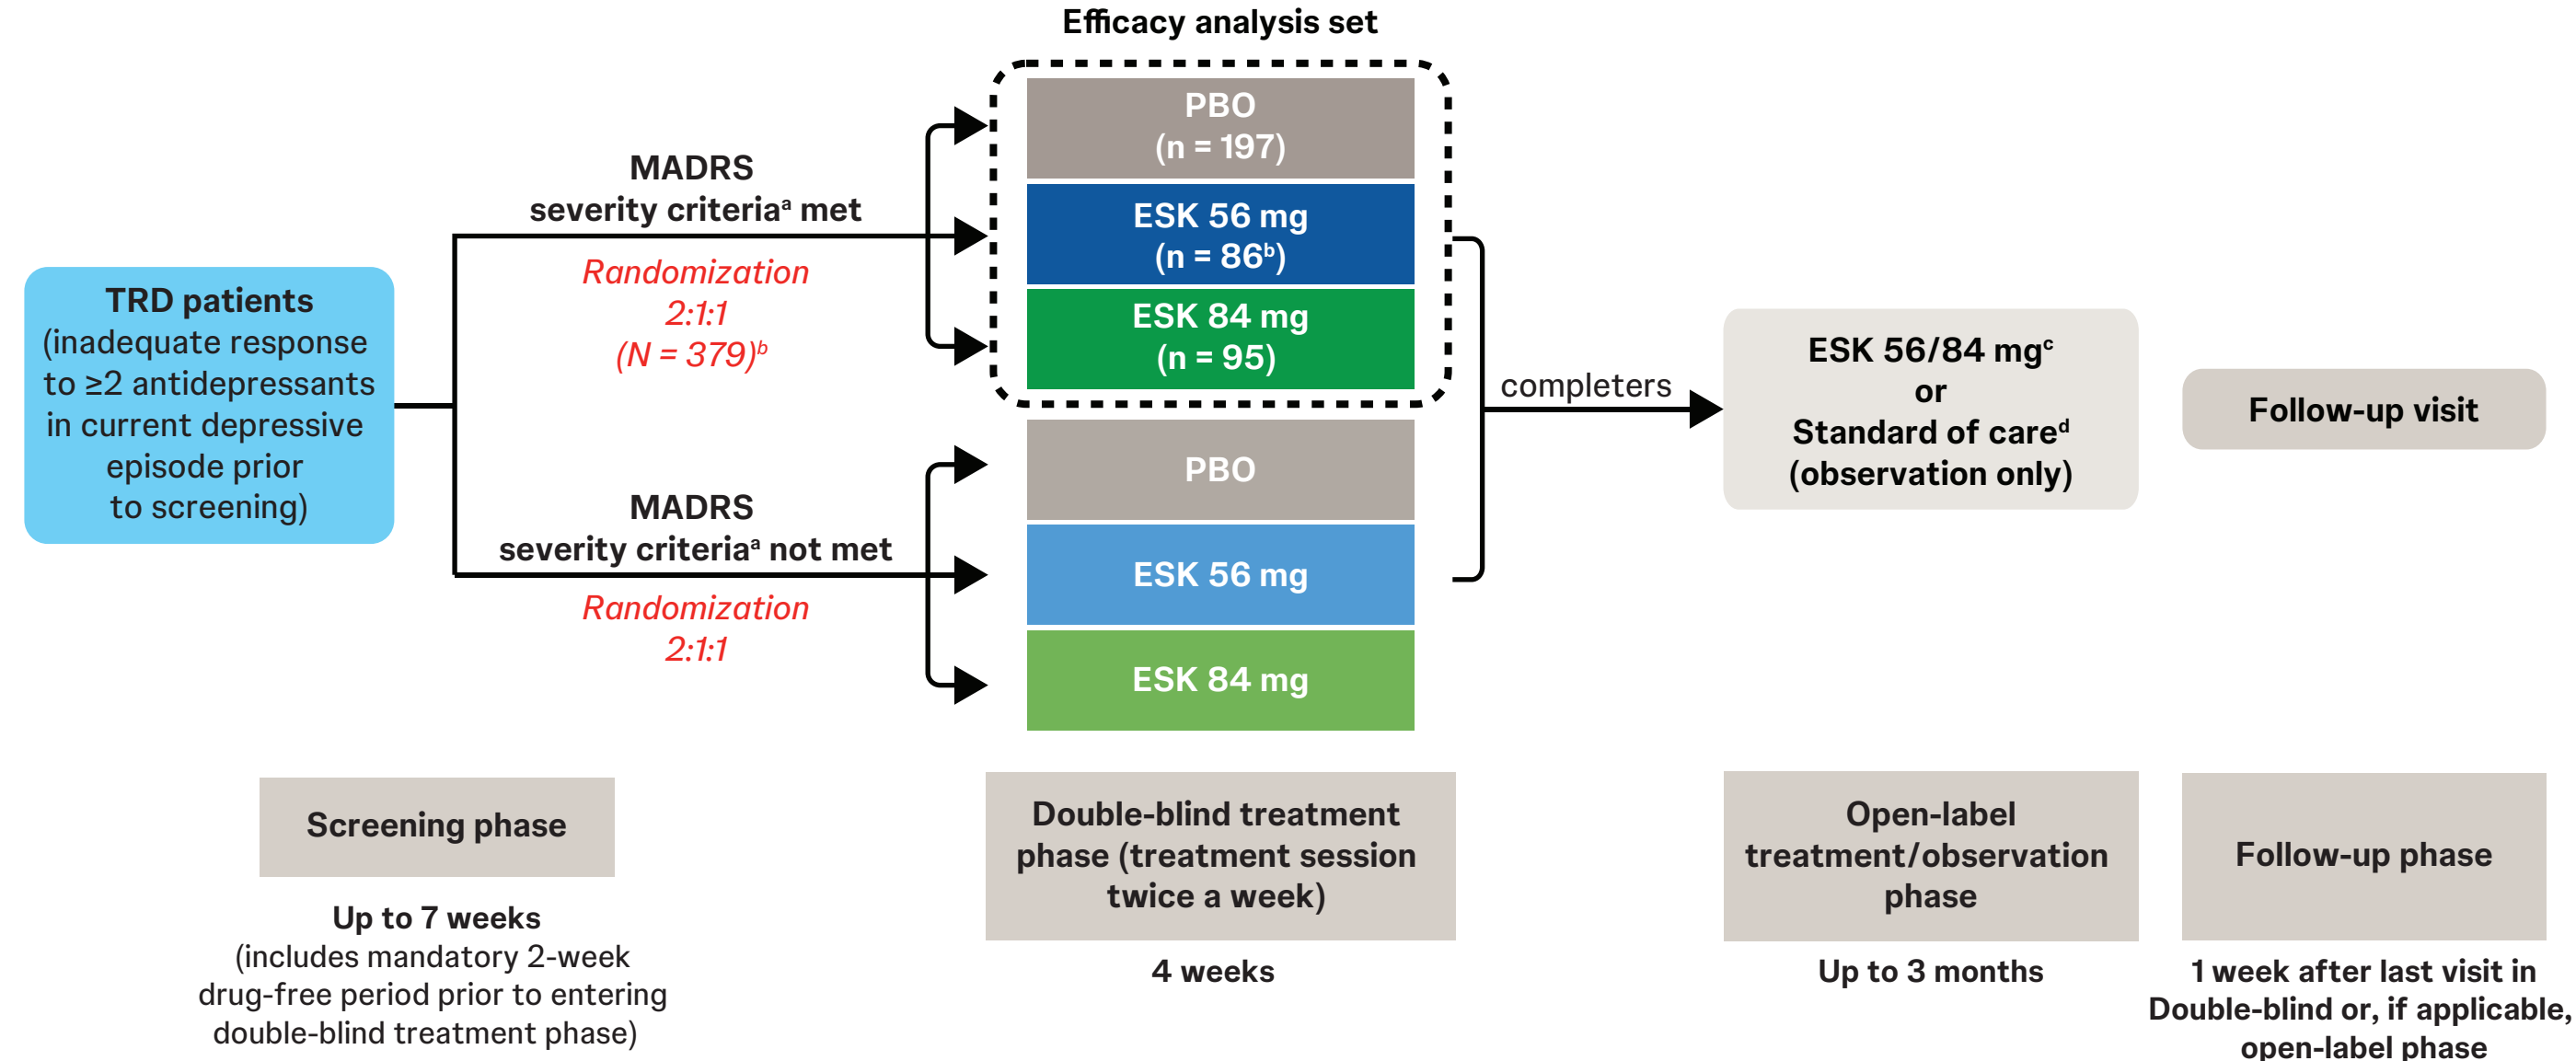 Efficacy analysis set
TRD patients
(inadequate response
to ≥2 antidepressants
in current depressive
episode prior
to screening)
MADRS
severity criteriaᵃ met
Randomization
2:1:1
(N = 379)ᵇ
MADRS
severity criteriaᵃ not met
Randomization
2:1:1
PBO
(n = 197)
ESK 56 mg
(n = 86ᵇ)
ESK 84 mg
(n = 95)
PBO
ESK 56 mg
ESK 84 mg
completers
ESK 56/84 mgᶜ
or
Standard of careᵈ
(observation only)
Follow-up visit
Screening phase
Up to 7 weeks
(includes mandatory 2-week
drug-free period prior to entering
double-blind treatment phase)
Double-blind treatment
phase (treatment session
twice a week)
4 weeks
Open-label
treatment/observation
phase
Up to 3 months
Follow-up phase
1 week after last visit in
Double-blind or, if applicable,
open-label phase